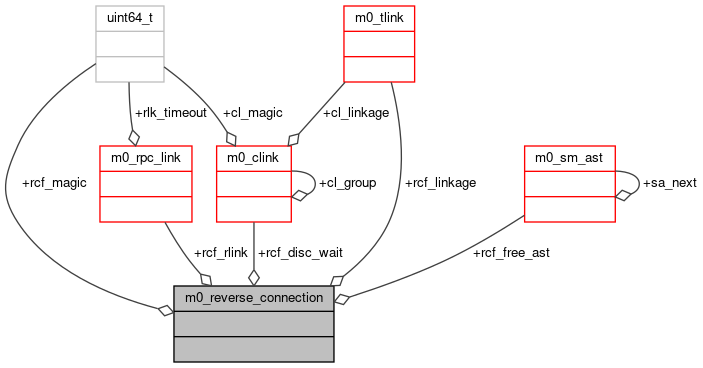 uint64_t
m0_tlink
+rlk_timeout
+cl_magic
+cl_linkage
m0_rpc_link
m0_clink
m0_sm_ast
+rcf_magic
+cl_group
+rcf_linkage
+sa_next
+rcf_rlink
+rcf_disc_wait
+rcf_free_ast
m0_reverse_connection